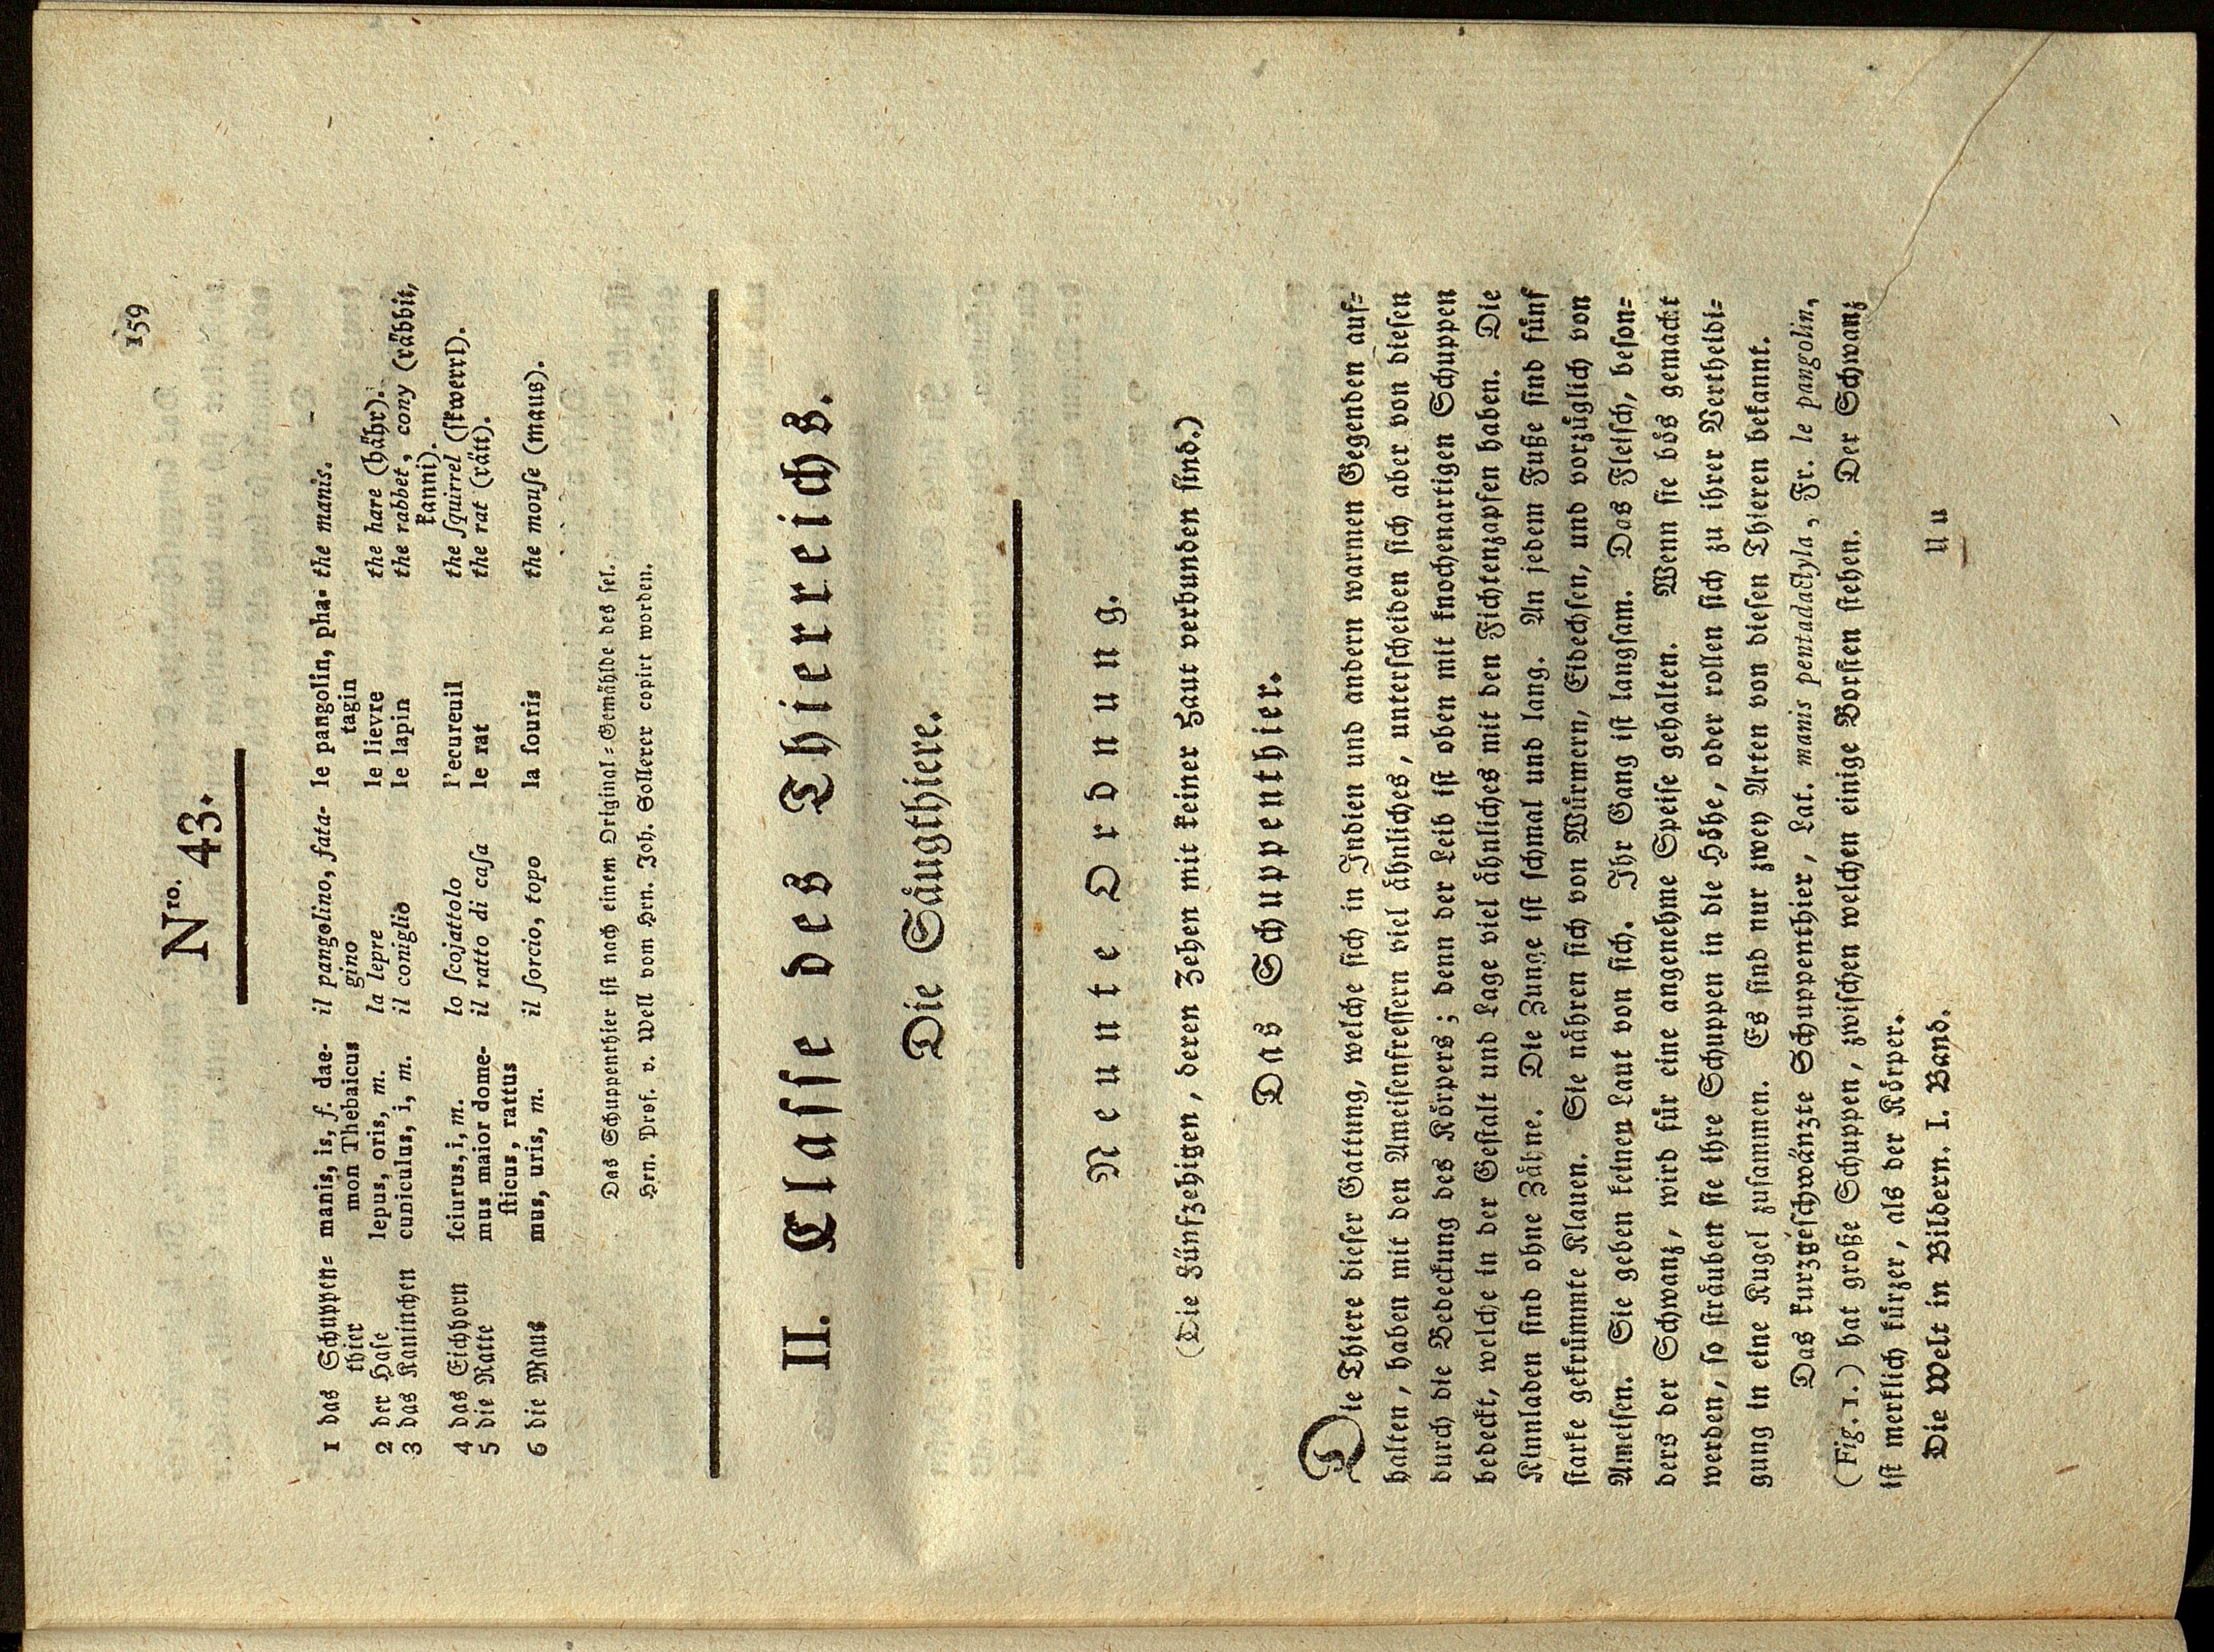 159
Nro. 43.
1 das Schuppen= manis, is, f. dae- il pangolino, fata- le pangolin, pha- the manis.
thier mon Thebaicus gino tagin
2 der Hase lepus, oris, m. la lepre le lievre the hare (hähr).
3 das Kaninchen cuniculus, i, m. il coniglio le lapin the rabbet, cony (räbbit,
kanni).
4 das Eichhorn ſciurus, i, m. lo ſcojattolo l'ecureuil the ſquirrel (ſkwerrl).
5 die Ratte mus maior dome- il ratto di caſa le rat the rat (rätt).
ſticus, rattus
6 die Maus mus, uris, m. il ſorcio, topo la ſouris the mouſe (maus).
Das Schuppenthier iſt nach einem Original=Gemählde des ſel.
Hrn. Prof. v. Well vom Hrn. Joh. Sollerer copirt worden.
II. Claſſe des Thierreichs.
Die Säugthiere.
Neunte Ordnung.
(Die Fünfzehigen, deren Zehen mit keiner Haut verbunden ſind.)
Das Schuppenthier.
Die Thiere dieſer Gattung, welche ſich in Indien und andern warmen Gegenden auf=
halten, haben mit den Ameiſenfreſſern viel ähnliches, unterſcheiden ſich aber von dieſen
durch die Bedeckung des Körpers; denn der Leib iſt oben mit knochenartigen Schuppen
bedeckt, welche in der Geſtalt und Lage viel ähnliches mit den Fichtenzapfen haben. Die
Kinnladen ſind ohne Zähne. Die Zunge iſt ſchmal und lang. An jedem Fuße ſind fünf
ſtarke gekrümmte Klauen. Sie nähren ſich von Würmern, Eidechſen, und vorzüglich von
Ameiſen. Sie geben keinen Laut von ſich. Ihr Gang iſt langſam. Das Fleiſch, beſon=
ders der Schwanz, wird für eine angenehme Speiſe gehalten. Wenn ſie bös gemackt
werden, ſo ſträuben ſie ihre Schuppen in die Höhe, oder rollen ſich zu ihrer Vertheidi=
gung in eine Kugel zuſammen. Es ſind nur zwey Arten von dieſen Thieren bekannt.
Das kurzgeſchwänzte Schuppenthier, Lat. manis pentadactyla, Fr. le pangolin,
(Fig. 1.) hat große Schuppen, zwiſchen welchen einige Borſten ſtehen. Der Schwanz
iſt merklich kürzer, als der Körper.
Die Welt in Bildern. I. Band. Uu